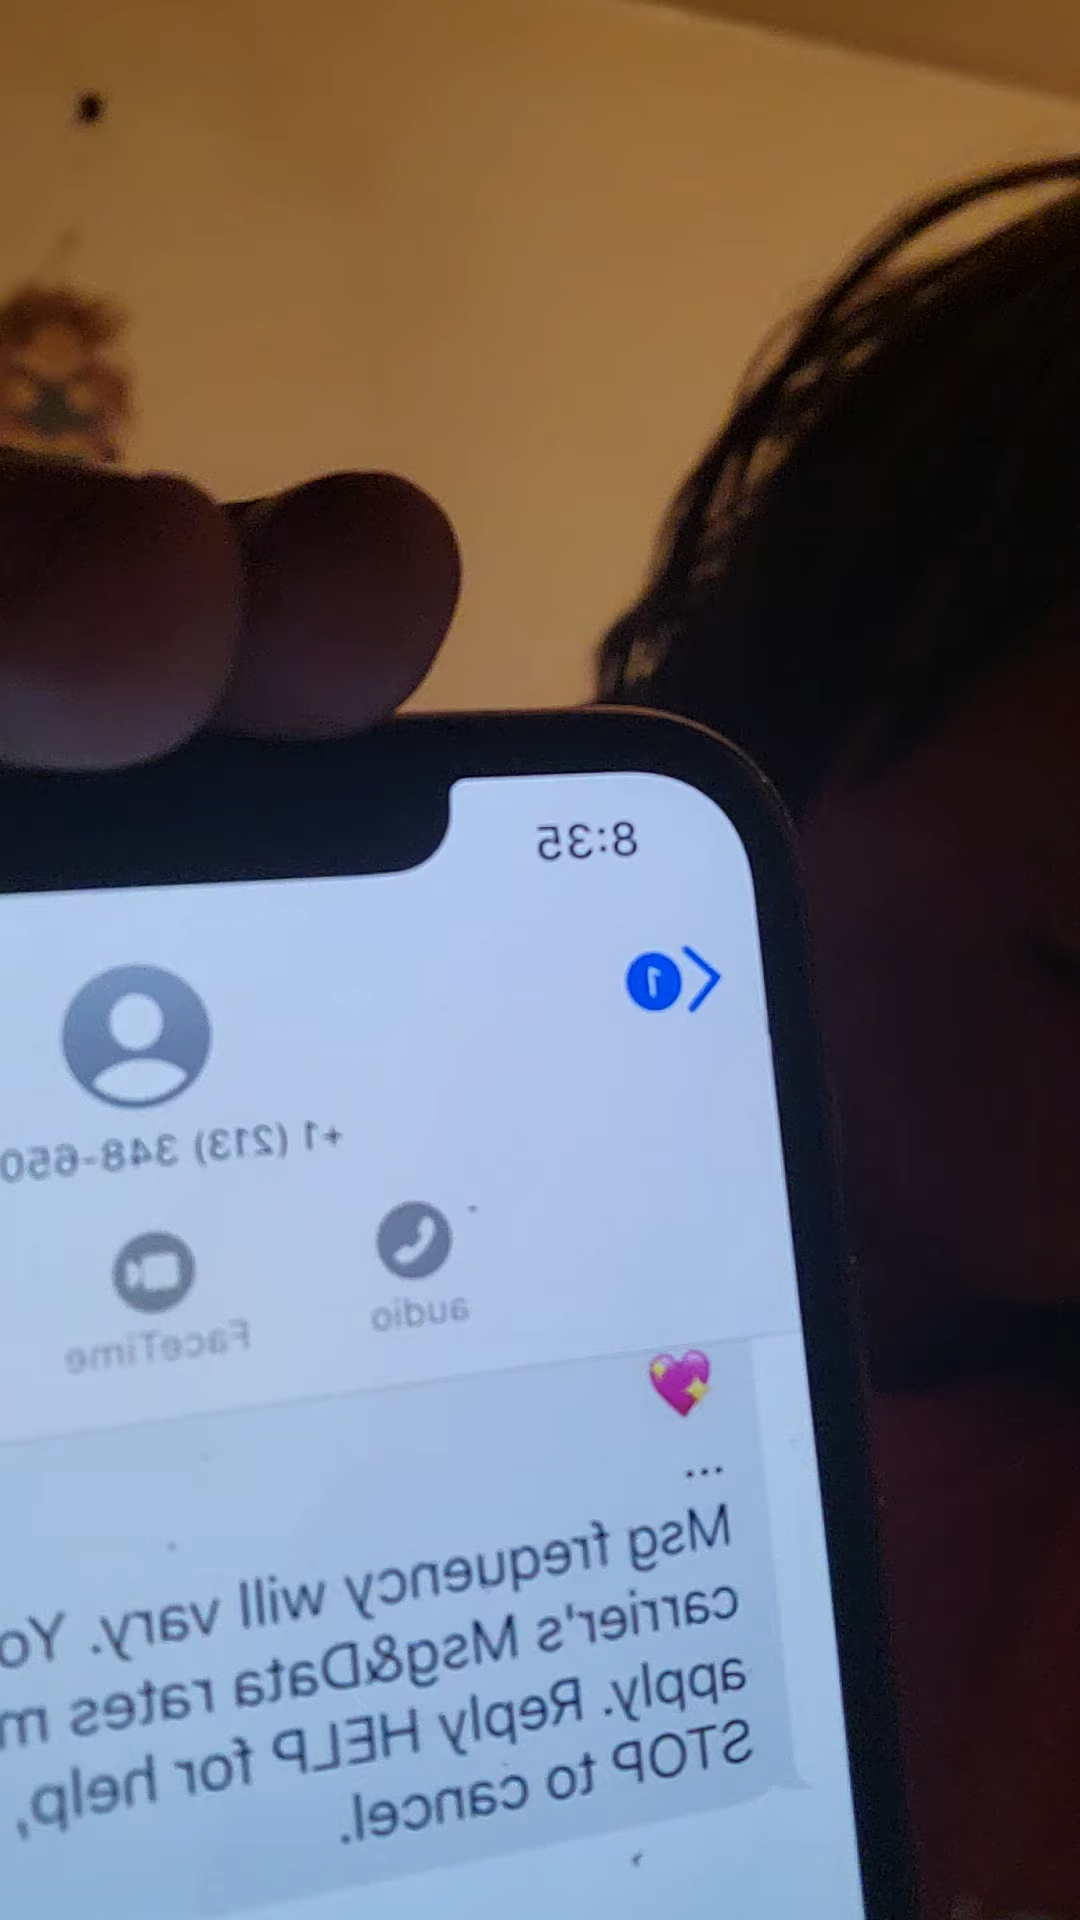 8:35
1
+1 (213) 348-650
audio
FaceTime
💖
...
Msg frequency will vary. Yo
carrier's Msg&Data rates m
apply. Reply HELP for help,
STOP to cancel.